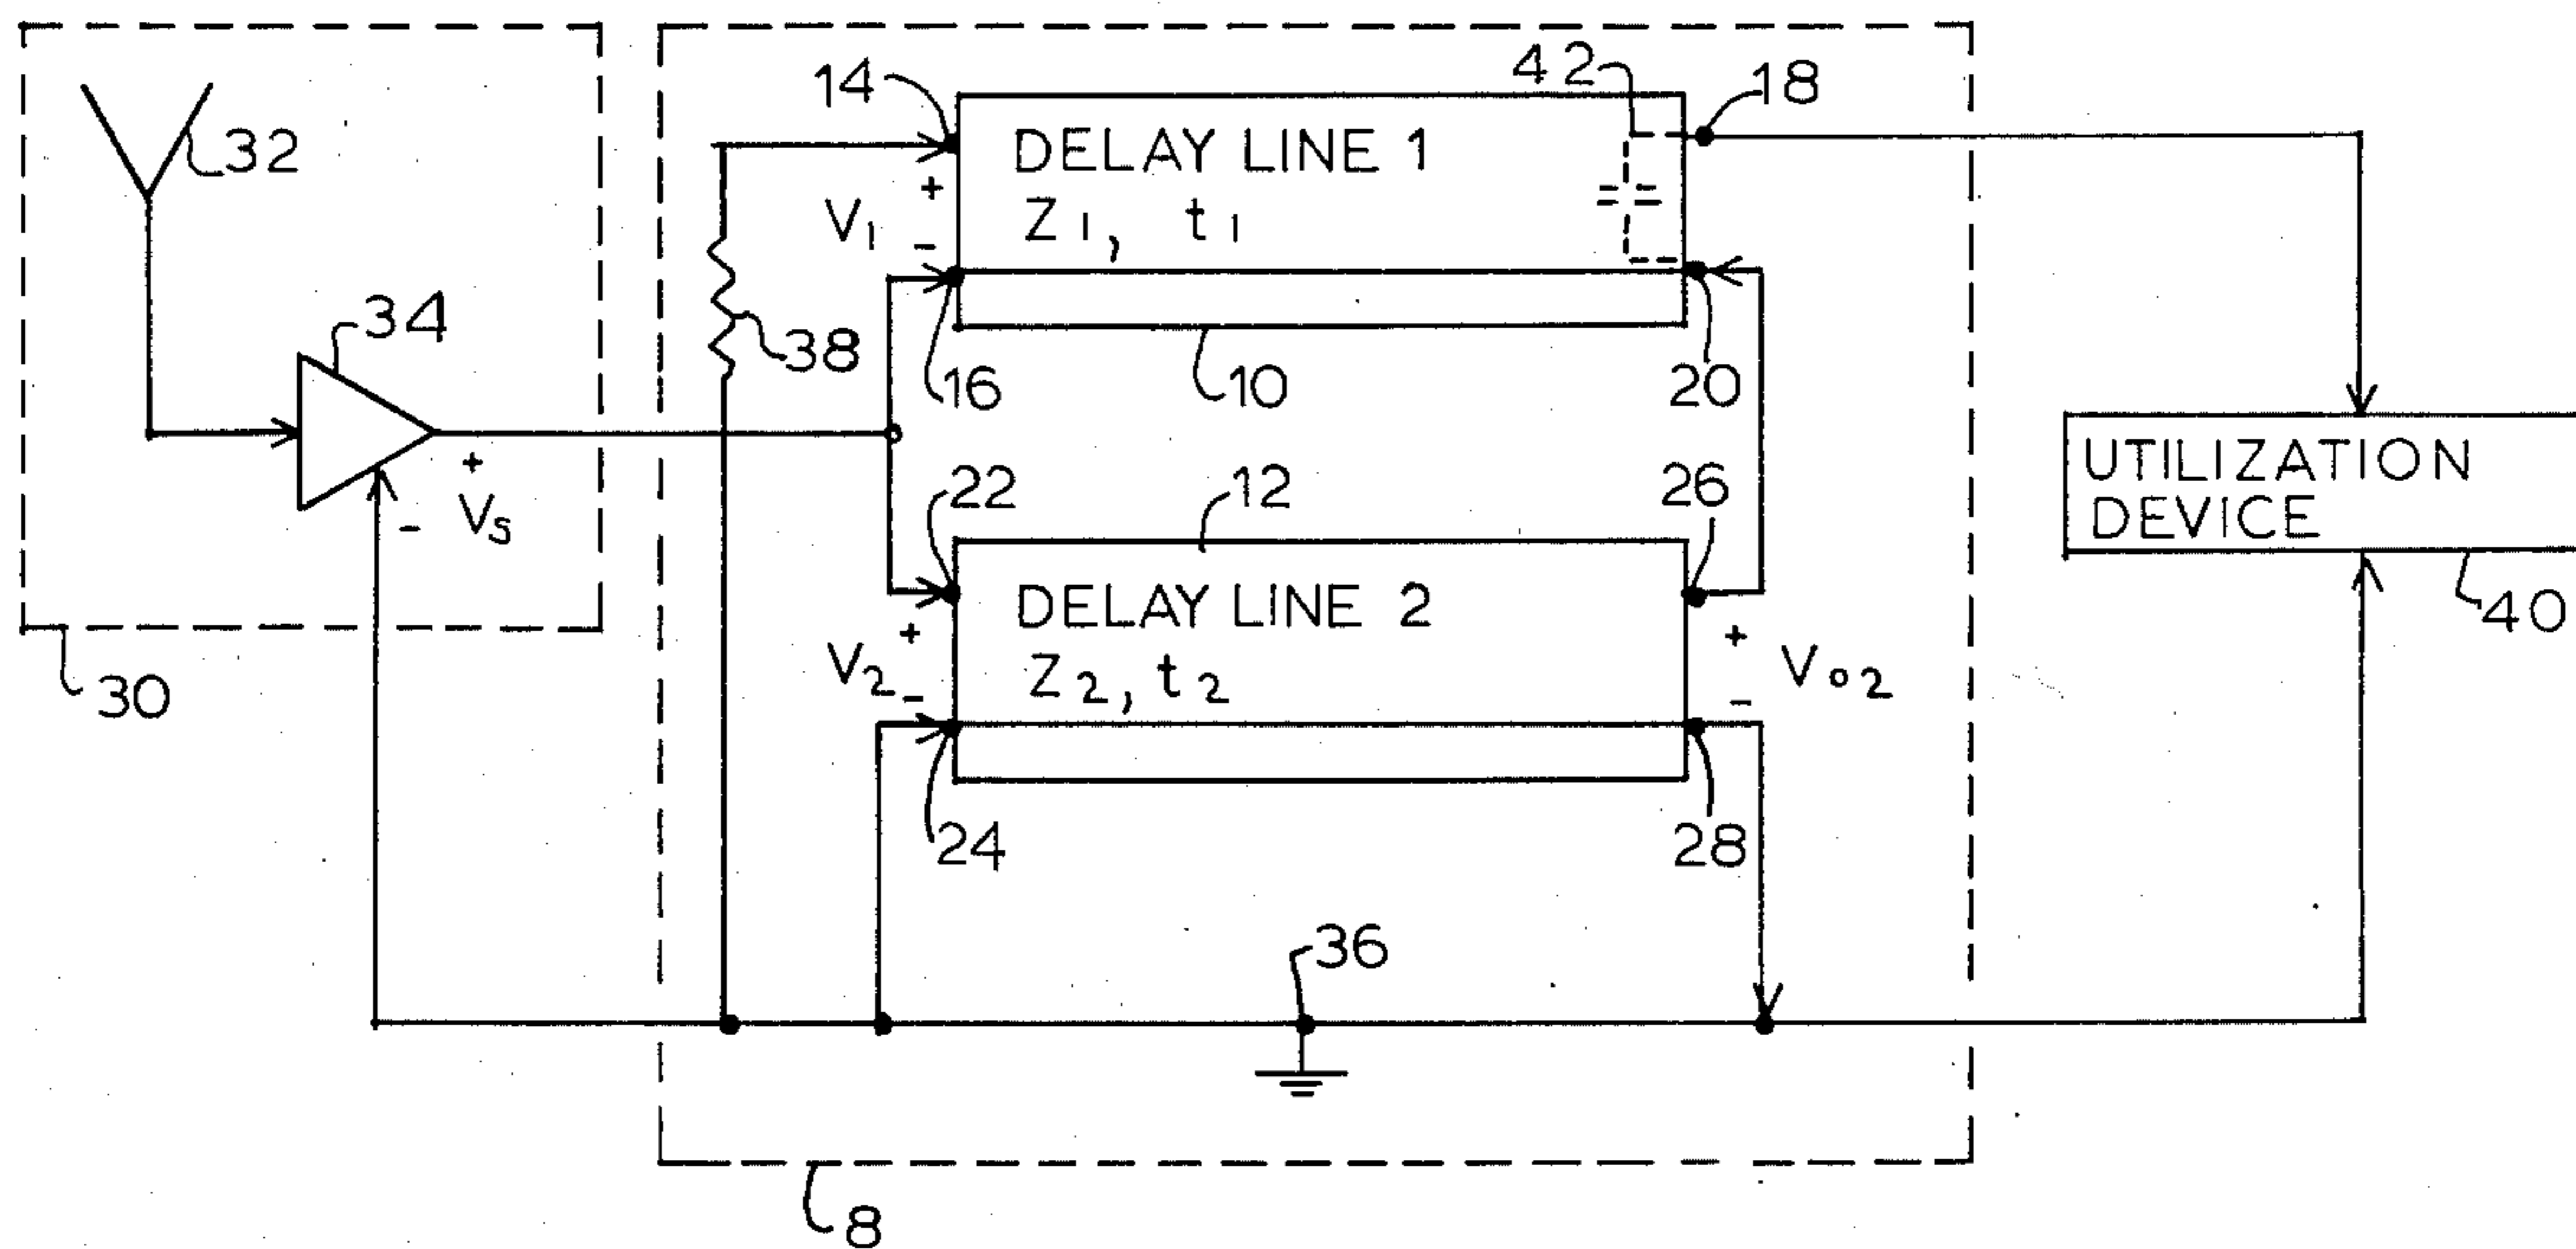 14
42
18
32
DELAY LINE 1
+
V1
-
Z1, t1
34
38
16
10
20
+
-
Vs
22
12
26
UTILIZATION
DEVICE
40
DELAY LINE 2
+
V2
-
Z2, t2
+
Vo2
-
30
24
28
36
8